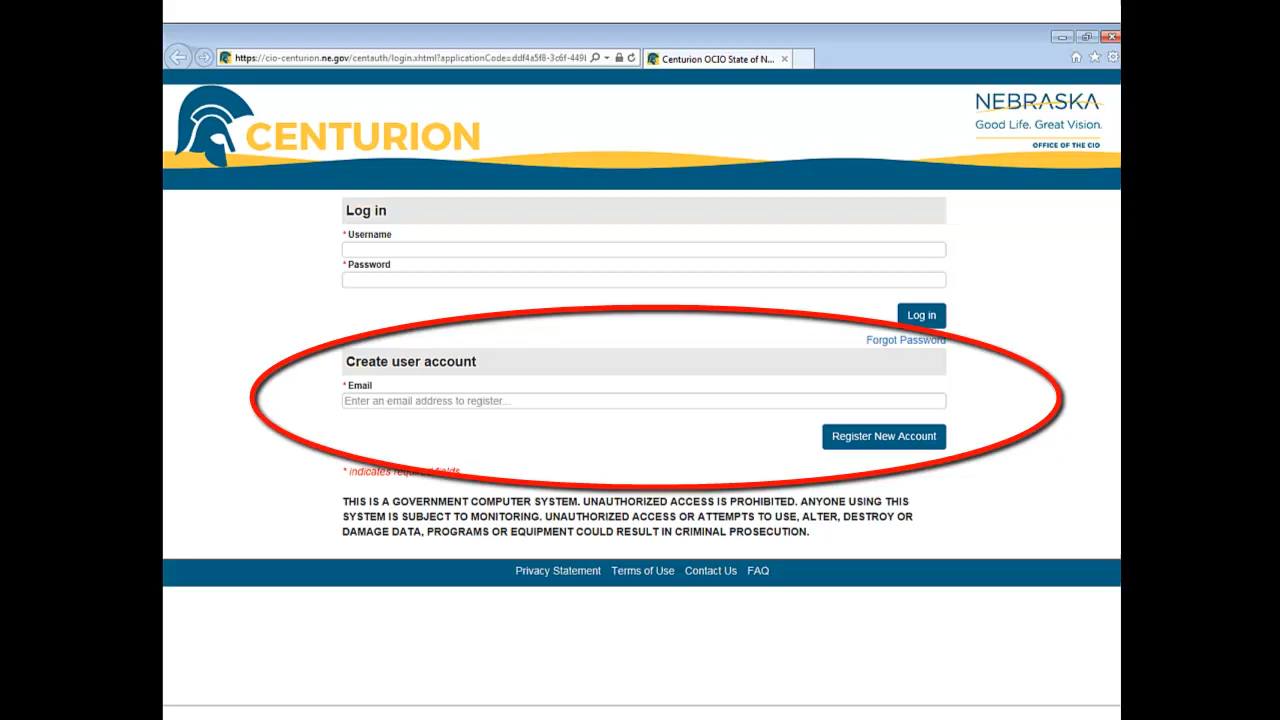 https://cio-centurion.ne.gov/centauth/login.xhtml?applicationCode=ddf4a5f8-3c6f-449l
Centurion OCIO State of N...
CENTURION
NEBRASKA
Good Life. Great Vision.
OFFICE OF THE CIO
Log in
* Username
* Password
Log in
Forgot Password
Create user account
* Email
Enter an email address to register...
Register New Account
* indicates required fields
THIS IS A GOVERNMENT COMPUTER SYSTEM. UNAUTHORIZED ACCESS IS PROHIBITED. ANYONE USING THIS
SYSTEM IS SUBJECT TO MONITORING. UNAUTHORIZED ACCESS OR ATTEMPTS TO USE, ALTER, DESTROY OR
DAMAGE DATA, PROGRAMS OR EQUIPMENT COULD RESULT IN CRIMINAL PROSECUTION.
Privacy Statement Terms of Use Contact Us FAQ